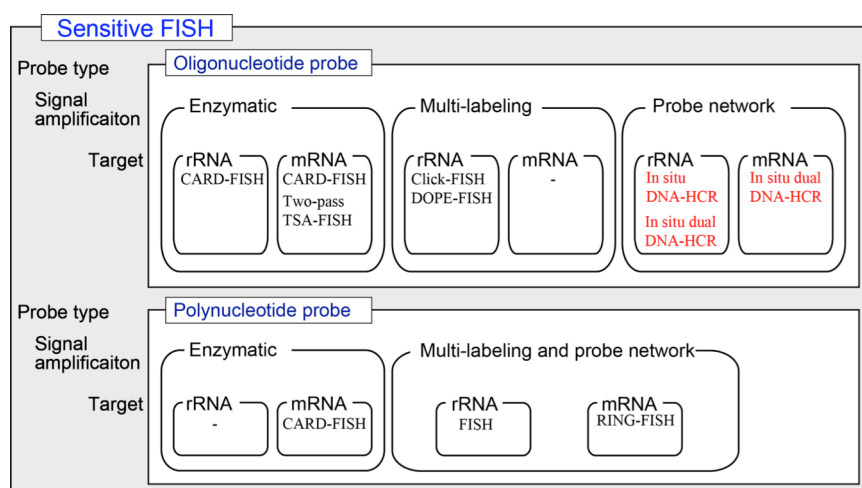 Sensitive FISH
Probe type
Oligonucleotide probe
Signal
amplificaiton
Enzymatic
Multi-labeling
Probe network
Target
rRNA
CARD-FISH
mRNA
CARD-FISH
Two-pass
TSA-FISH
rRNA
Click-FISH
DOPE-FISH
mRNA
-
rRNA
In situ
DNA-HCR
In situ dual
DNA-HCR
mRNA
In situ dual
DNA-HCR
Probe type
Polynucleotide probe
Signal
amplificaiton
Enzymatic
Multi-labeling and probe network
Target
rRNA
-
mRNA
CARD-FISH
rRNA
FISH
mRNA
RING-FISH